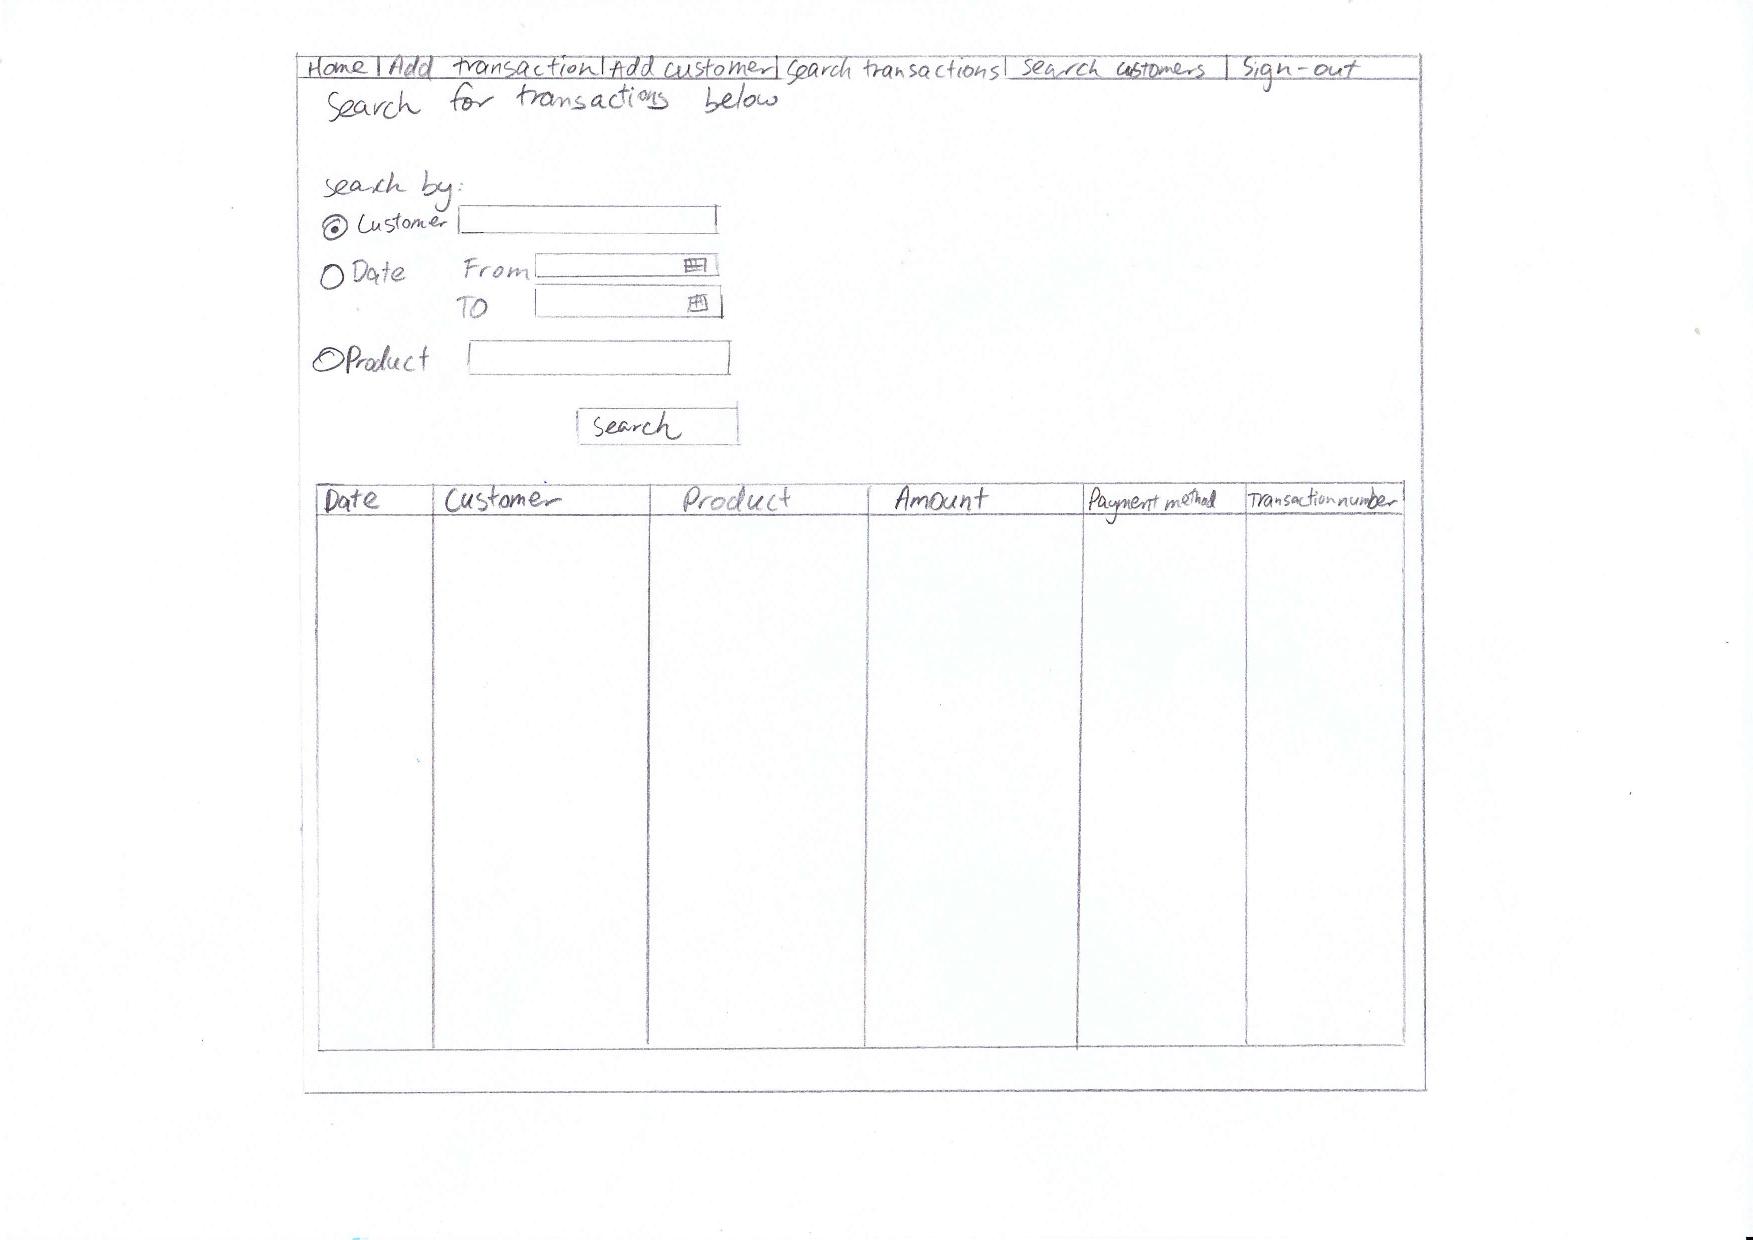 Home | Add transaction | Add customer | Search transactions | Search customers | Sign-out
Search for transactions below
Search by:
Customer
Date From
TO
Product
Search
Date Customer Product Amount Payment method Transaction number